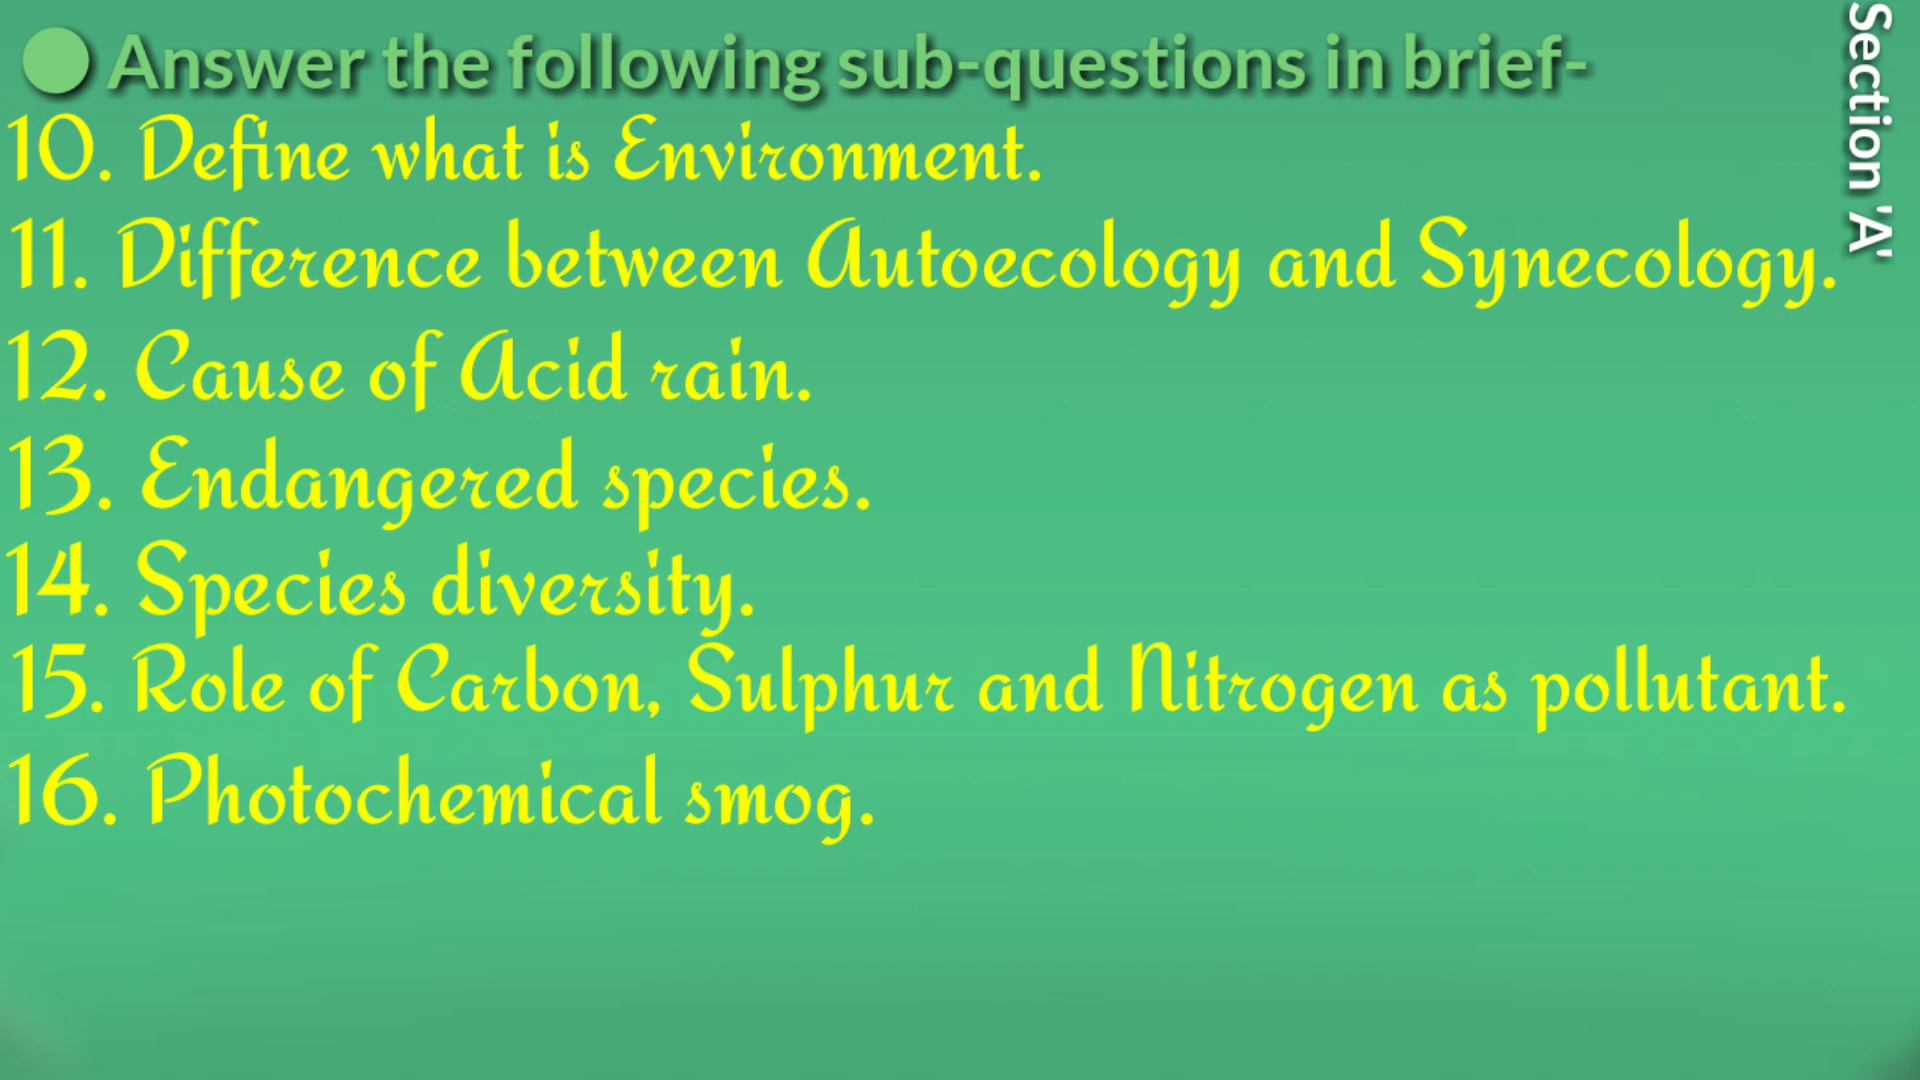 ● Answer the following sub-questions in brief-
10. Define what is Environment.
11. Difference between Autoecology and Synecology.
12. Cause of Acid rain.
13. Endangered species.
14. Species diversity.
15. Role of Carbon, Sulphur and Nitrogen as pollutant.
16. Photochemical smog.
Section 'A'